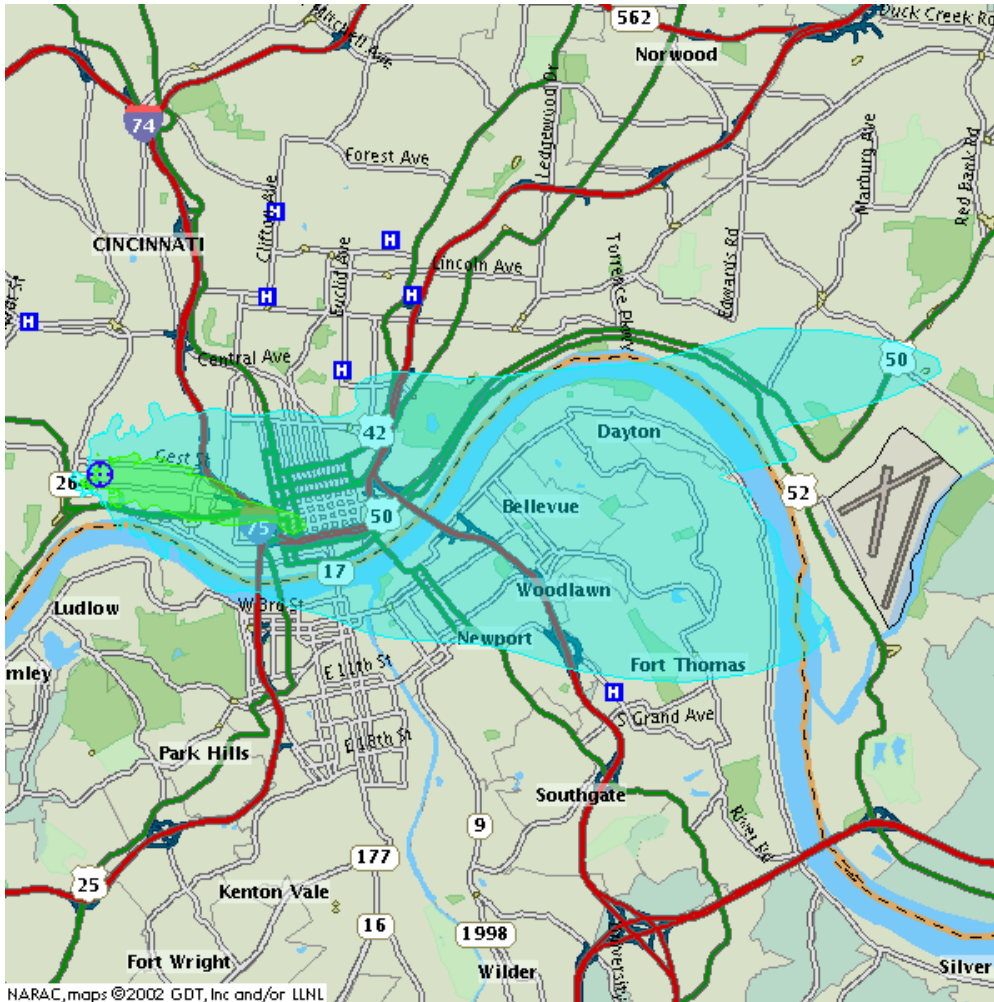 562
Duck Creek Rd
Mitchell Ave
Norwood
74
Ledgewood Dr
Forest Ave
Marburg Ave
Red Bank Rd
Clifton Ave
H
H
CINCINNATI
Euclid Ave
Torrence Pkwy
Edwards Rd
Lincoln Ave
H
H
H
Central Ave
50
H
42
Dayton
Gest St
26
52
Bellevue
50
75
17
Woodlawn
Ludlow
W 3rd St
Newport
Fort Thomas
E 11th St
H
S Grand Ave
E 18th St
Park Hills
Southgate
River Rd
9
177
25
Kenton Vale
16
1998
University
Fort Wright
Wilder
Silver
NARAC, maps ©2002 GDT, Inc and/or LLNL